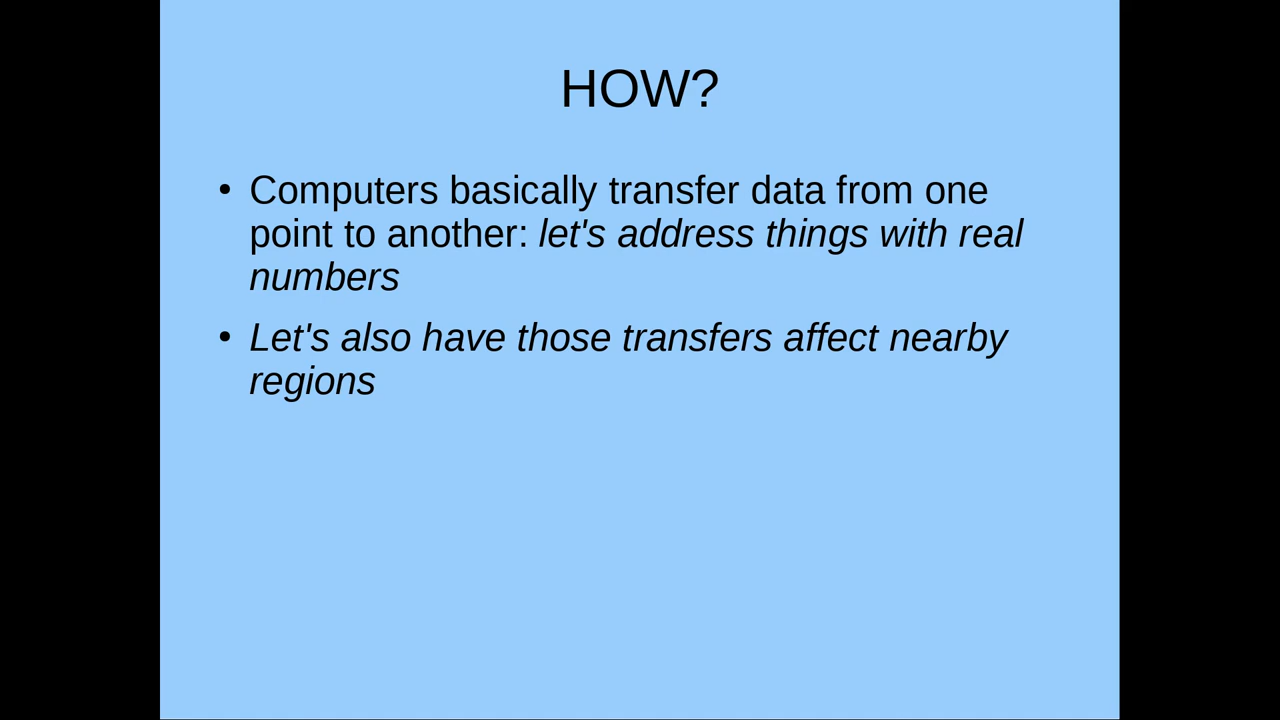 HOW?
• Computers basically transfer data from one
point to another: let's address things with real
numbers
• Let's also have those transfers affect nearby
regions